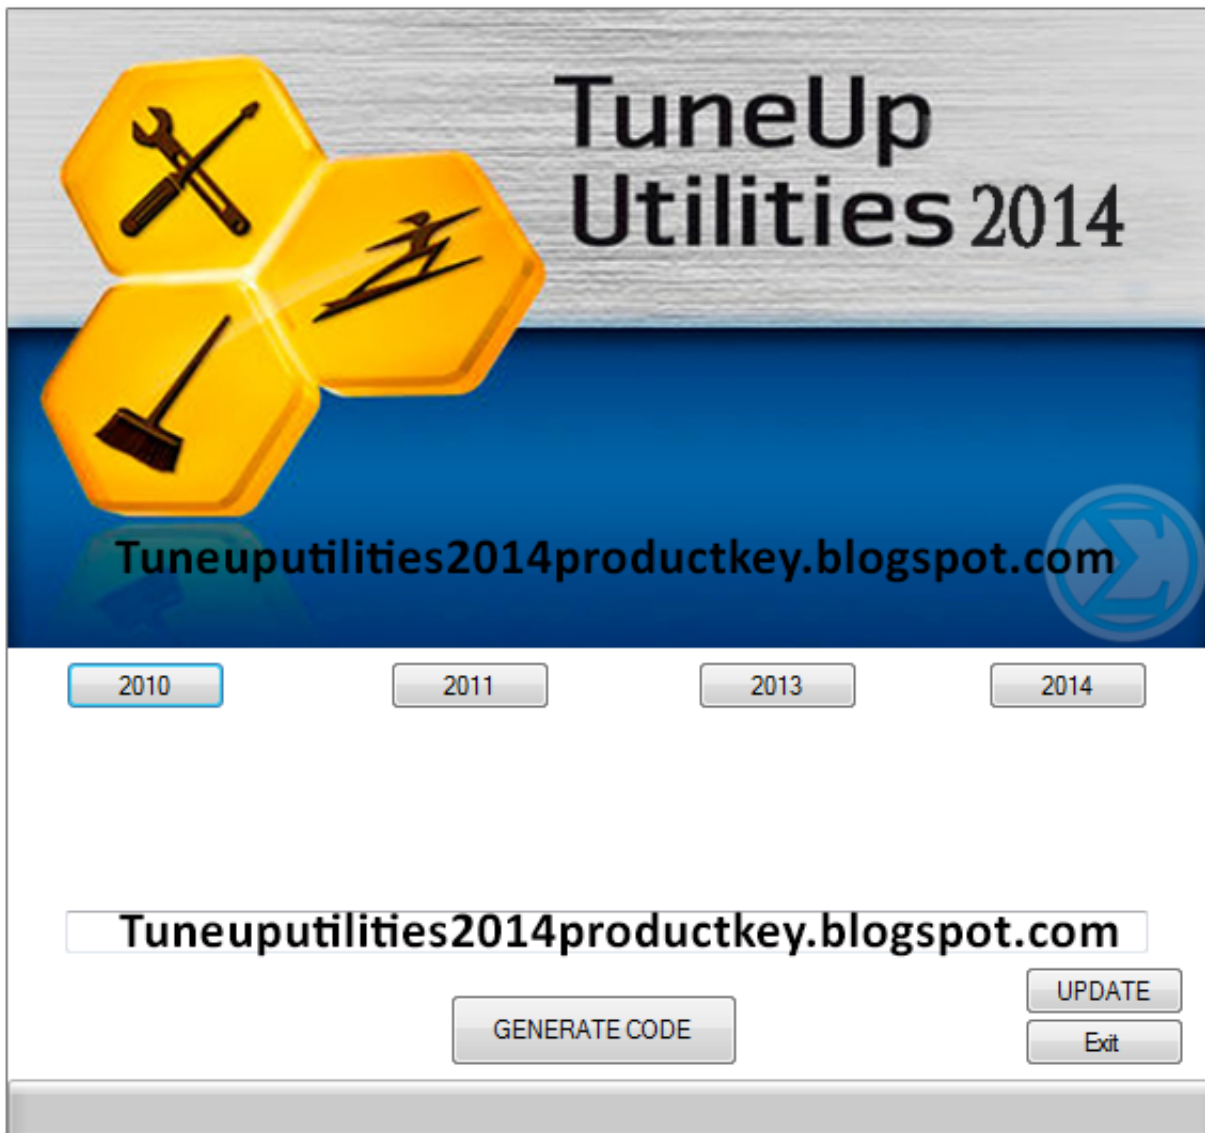 TuneUp
Utilities 2014
Tuneuputilities2014productkey.blogspot.com
2010 2011 2013 2014
Tuneuputilities2014productkey.blogspot.com
UPDATE
GENERATE CODE
Exit